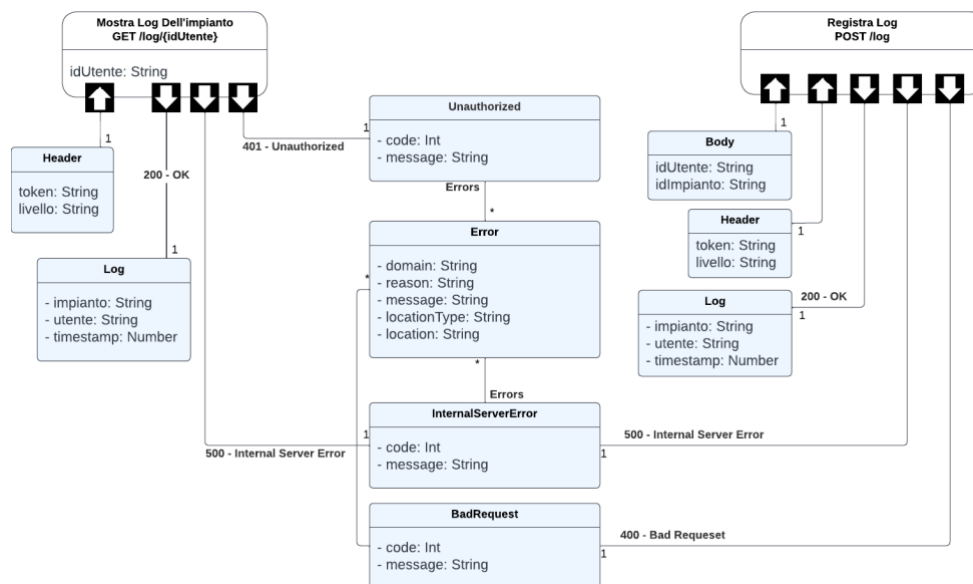 Mostra Log Dell'impianto
GET /log/{idUtente}
idUtente: String
Registra Log
POST /log
1
Header
token: String
livello: String
200 - OK
1
Log
- impianto: String
- utente: String
- timestamp: Number
401 - Unauthorized
1
Unauthorized
- code: Int
- message: String
Errors
*
Error
- domain: String
- reason: String
- message: String
- locationType: String
- location: String
*
*
Errors
InternalServerError
- code: Int
- message: String
1
500 - Internal Server Error
500 - Internal Server Error
1
BadRequest
- code: Int
- message: String
400 - Bad Requeset
1
1
Body
idUtente: String
idImpianto: String
Header
token: String
livello: String
1
200 - OK
1
Log
- impianto: String
- utente: String
- timestamp: Number